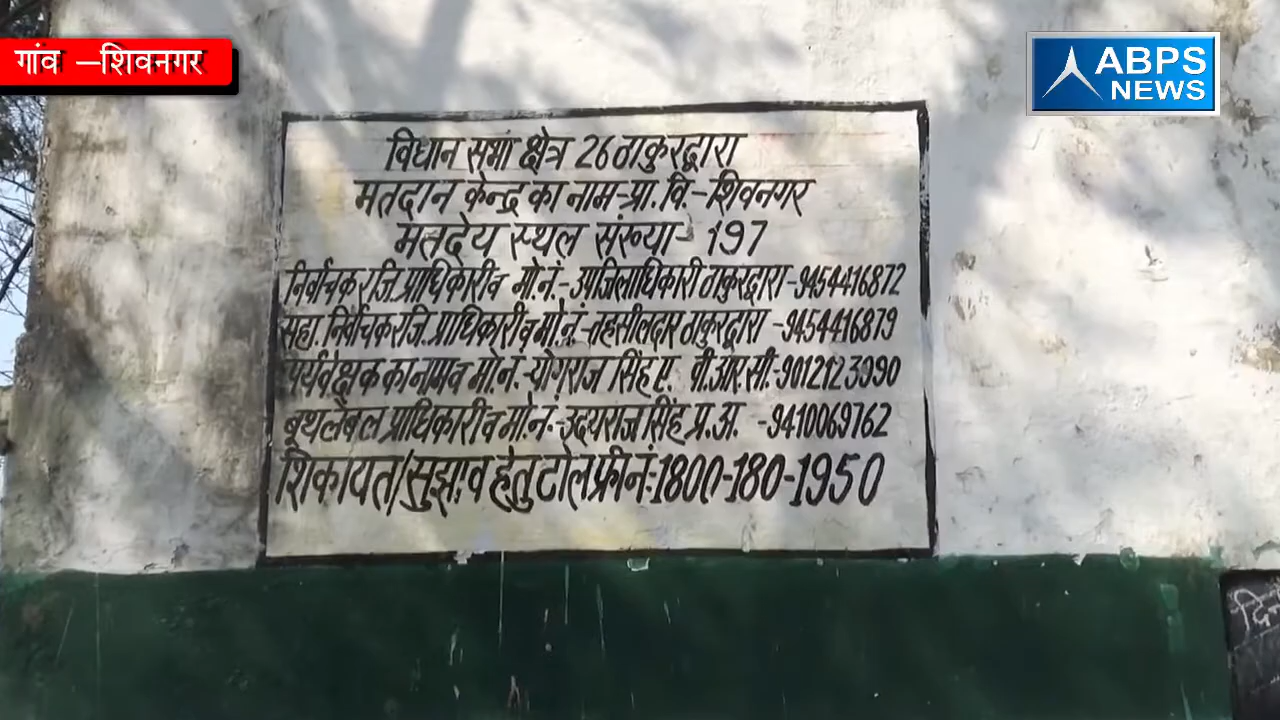 गांव –शिवनगर
ABPS
NEWS
विधान सभा क्षेत्र 26 ठाकुरद्वारा
मतदान केन्द्र का नाम-प्रा. वि.-शिवनगर
मतदेय स्थल संख्या- 197
निर्वाचक रजि. प्राधिकारी व मो.नं.-उपजिलाधिकारी ठाकुरद्वारा-9454416872
सहा. निर्वाचक रजि. प्राधिकारी व मो.नं.-तहसीलदार ठाकुरद्वारा -9454416879
पर्यवेक्षक का नाम व मो.नं.-योगराज सिंह ए. वी.आर.सी.-9012123990
बूथ लेबल प्राधिकारी व मो.नं.-उदयराज सिंह प्र.अ. -9410069762
शिकायत/सुझाव हेतु टोल फ्री नं.-1800-180-1950